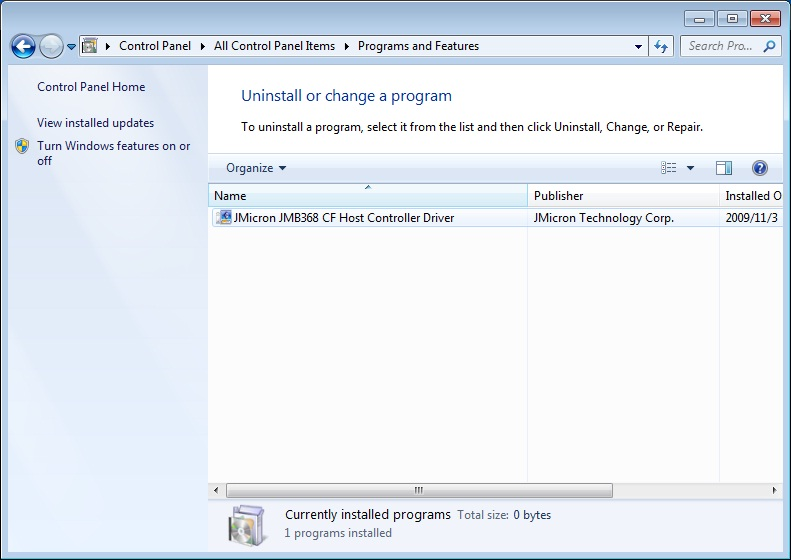 Control Panel All Control Panel Items Programs and Features Search Pro...
Control Panel Home
View installed updates
Turn Windows features on or
off
Uninstall or change a program
To uninstall a program, select it from the list and then click Uninstall, Change, or Repair.
Organize
Name Publisher Installed O
JMicron JMB368 CF Host Controller Driver JMicron Technology Corp. 2009/11/3
Currently installed programs Total size: 0 bytes
1 programs installed